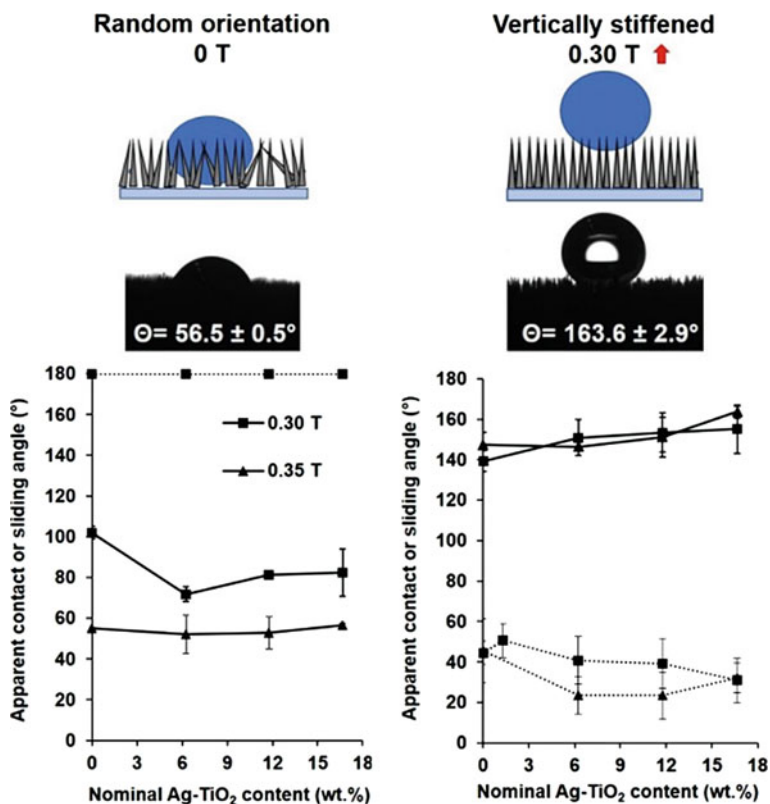 Random orientation
0 T
Vertically stiffened
0.30 T
Θ= 56.5 ± 0.5°
Θ= 163.6 ± 2.9°
Apparent contact or sliding angle (°)
180
160
140
120
100
80
60
40
20
0
0.30 T
0.35 T
0 3 6 9 12 15 18
Nominal Ag-TiO₂ content (wt.%)
Apparent contact or sliding angle (°)
180
160
140
120
100
80
60
40
20
0
0 3 6 9 12 15 18
Nominal Ag-TiO₂ content (wt.%)